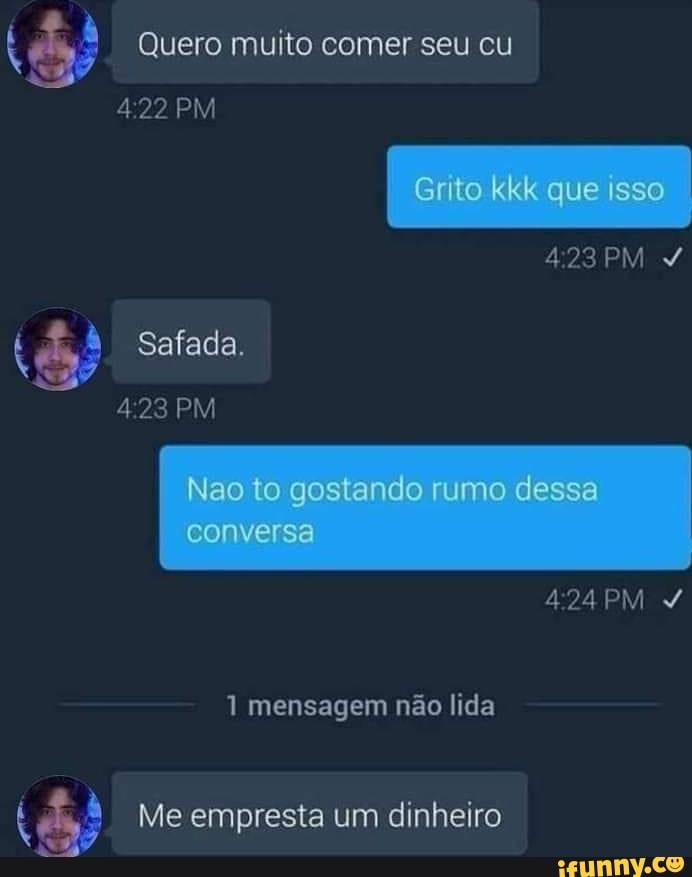 Quero muito comer seu cu
4:22 PM
Grito kkk que isso
4:23 PM
Safada.
4:23 PM
Nao to gostando rumo dessa
conversa
4:24 PM
1 mensagem não lida
Me empresta um dinheiro
ifunny.co